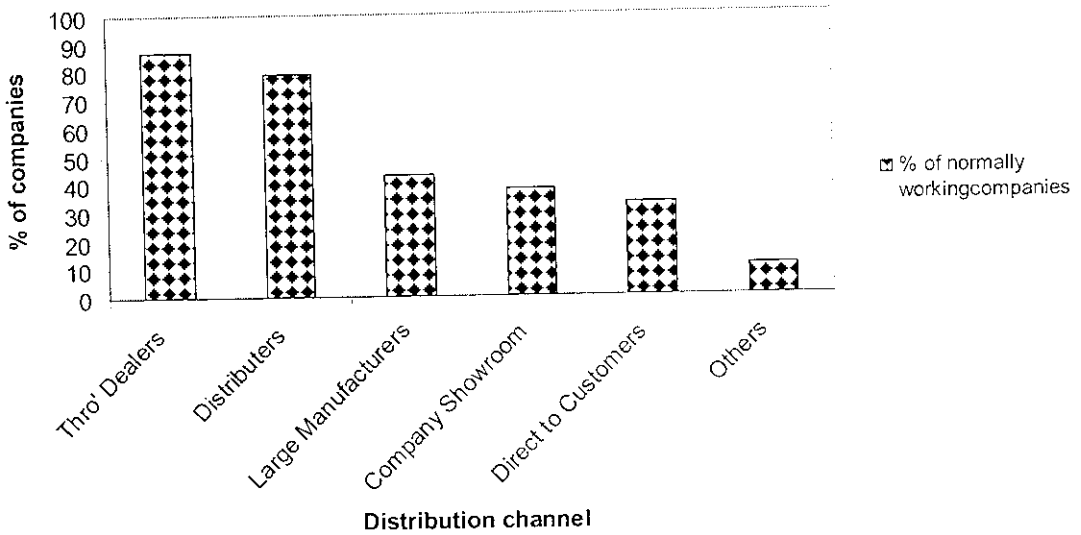 100
90
80
70
60
50
40
30
20
10
0
% of companies
Thro' Dealers
Distributers
Large Manufacturers
Company Showroom
Direct to Customers
Others
Distribution channel
% of normally
workingcompanies